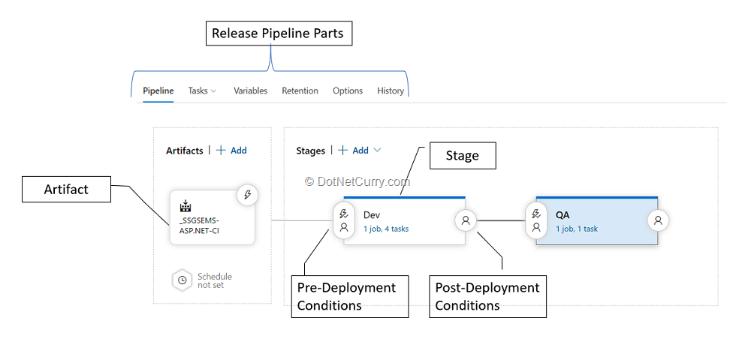 Release Pipeline Parts
Pipeline Tasks Variables Retention Options History
Artifacts | + Add
Stages | + Add
Stage
© DotNetCurry.com
Artifact
_SSGSEMS-
ASP.NET-CI
Dev
1 job, 4 tasks
QA
1 job, 1 task
Schedule
not set
Pre-Deployment
Conditions
Post-Deployment
Conditions